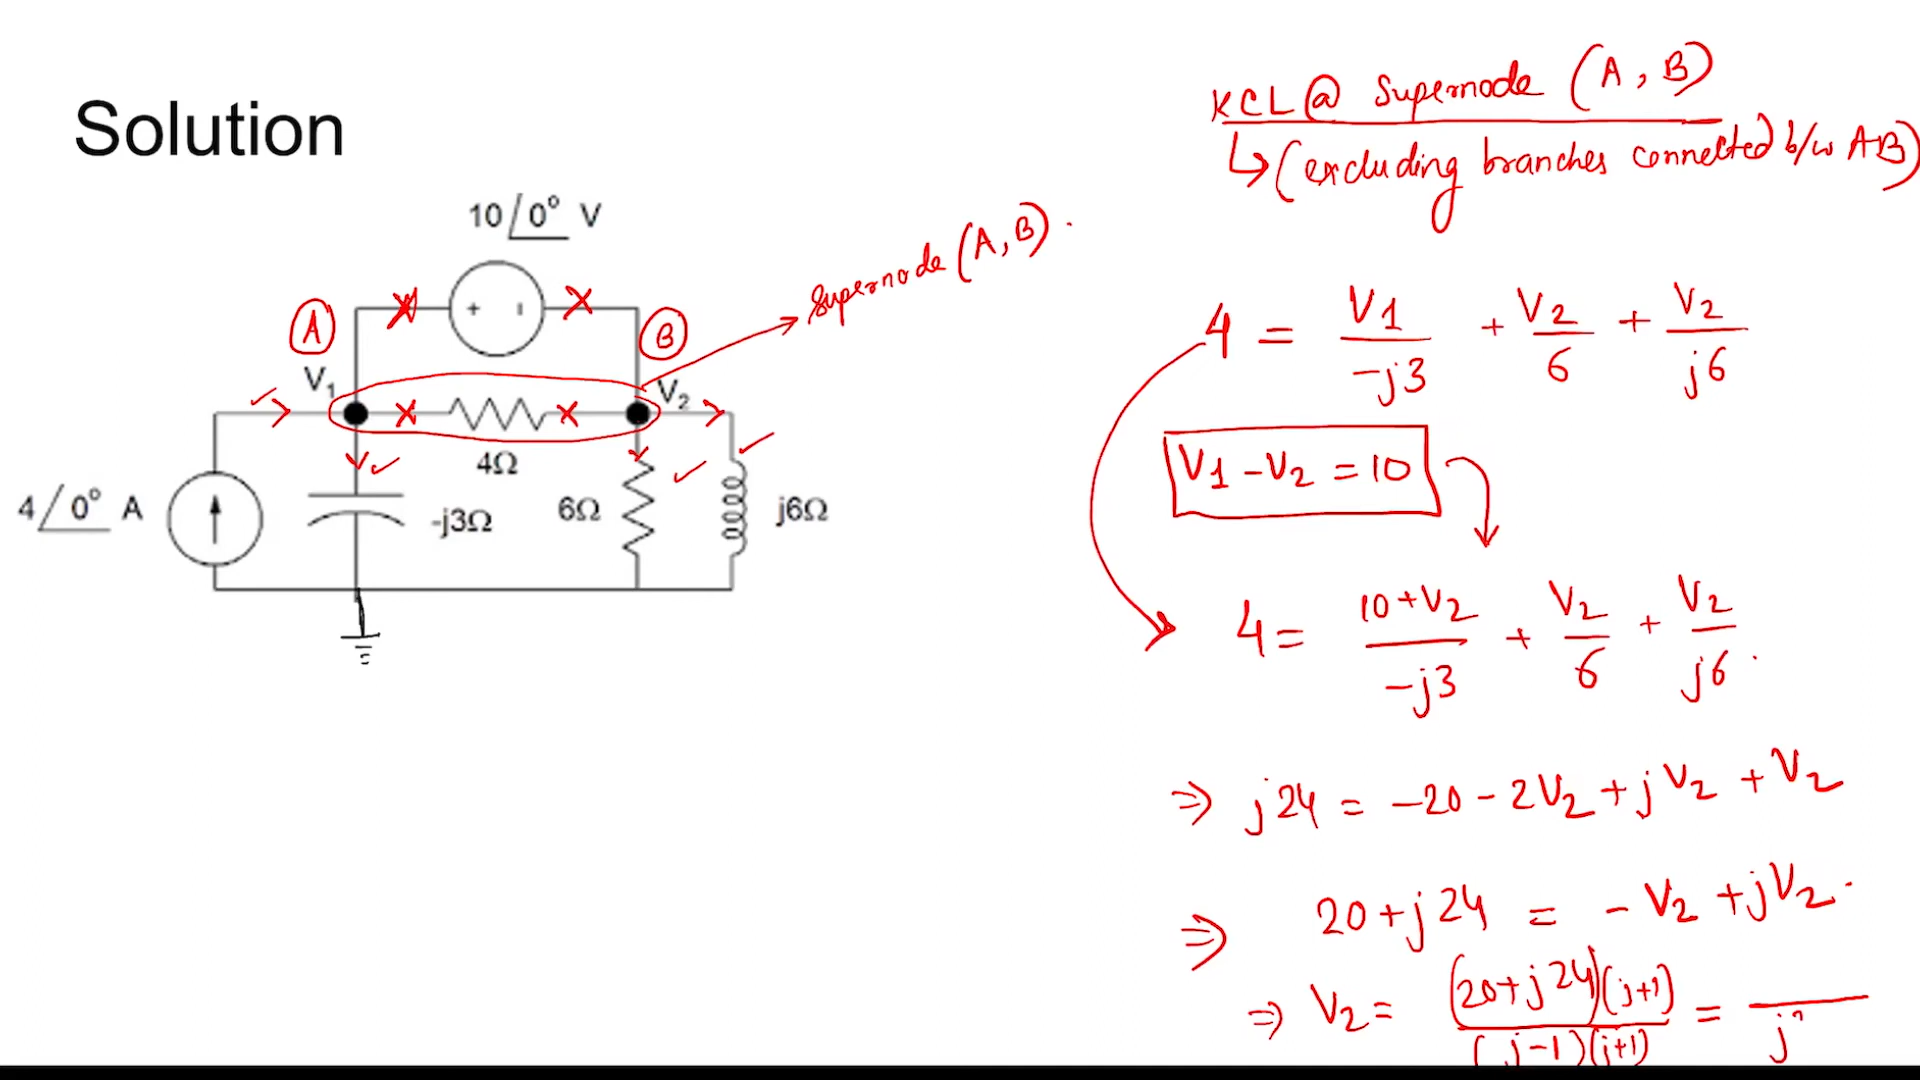 Solution
10∠0° V
A
B
V₁
V₂
Supernode (A, B).
4Ω
4∠0° A
-j3Ω
6Ω
j6Ω
KCL @ Supernode (A, B)
↳ (excluding branches connected b/w AB)
4 = V1/-j3 + V2/6 + V2/j6
V1 - V2 = 10
4 = 10+V2/-j3 + V2/6 + V2/j6 .
⇒ j24 = -20 - 2V2 + jV2 + V2
⇒ 20 + j24 = - V2 + jV2 .
⇒ V2 = (20+j24)(j+1)/(j-1)(j+1) = /j